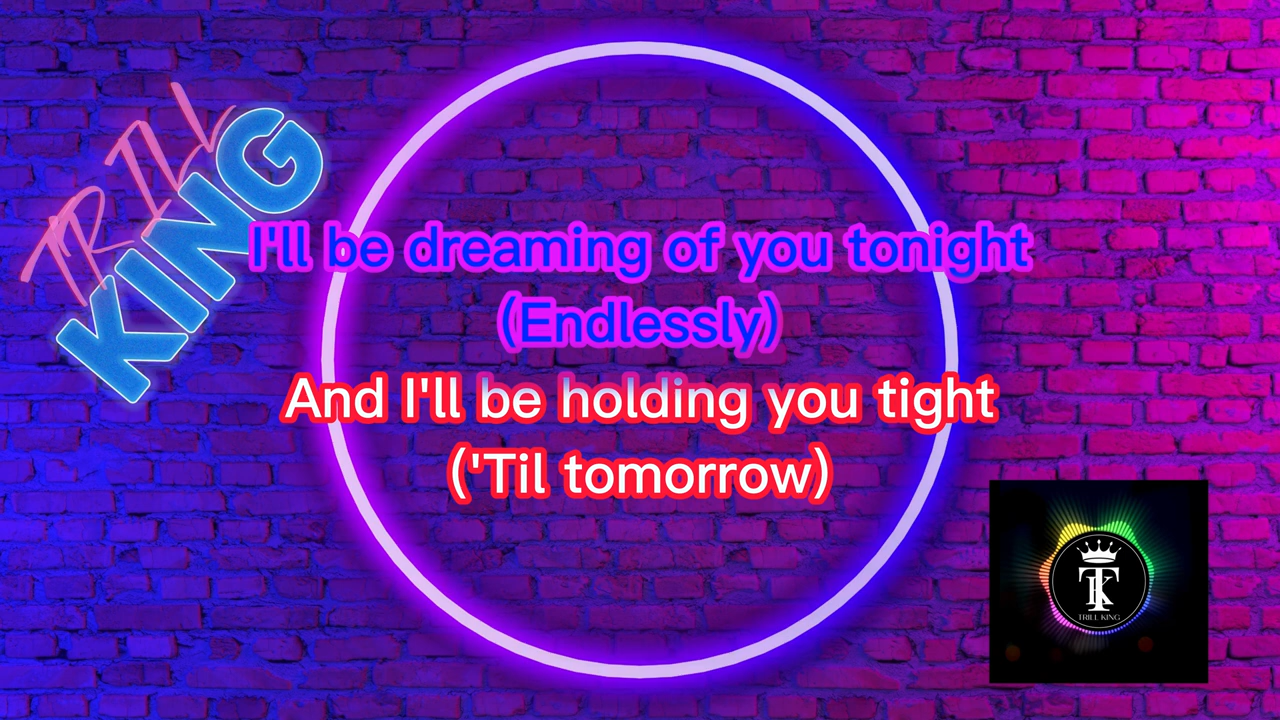 TRILL
KING
I'll be dreaming of you tonight
(Endlessly)
And I'll be holding you tight
('Til tomorrow)
TK
TRILL KING